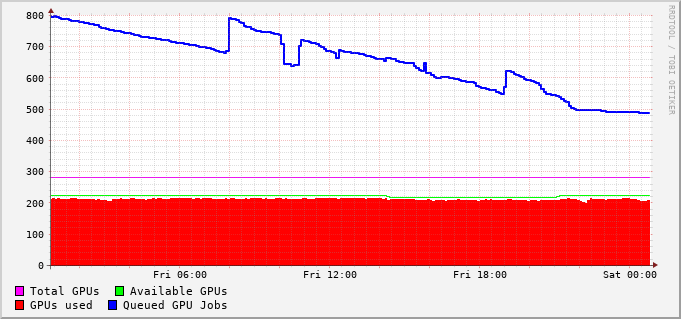 RRDTOOL / TOBI OETIKER
800
700
600
500
400
300
200
100
0
Fri 06:00 Fri 12:00 Fri 18:00 Sat 00:00
Total GPUs Available GPUs
GPUs used Queued GPU Jobs